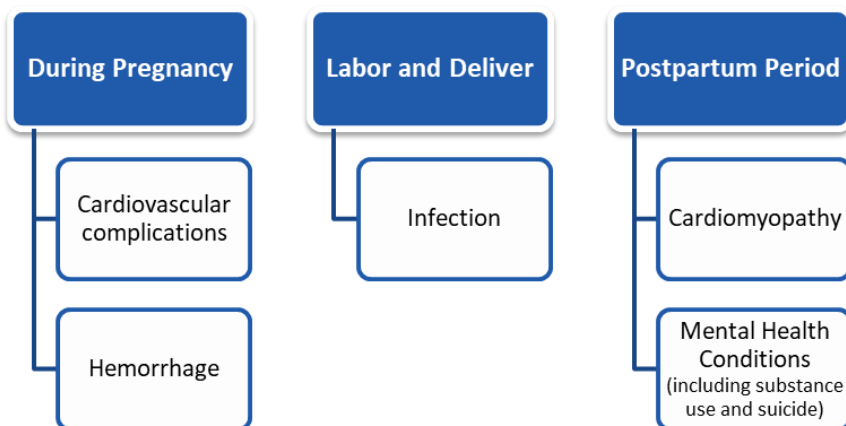 During Pregnancy
Cardiovascular
complications
Hemorrhage
Labor and Deliver
Infection
Postpartum Period
Cardiomyopathy
Mental Health
Conditions
(including substance
use and suicide)